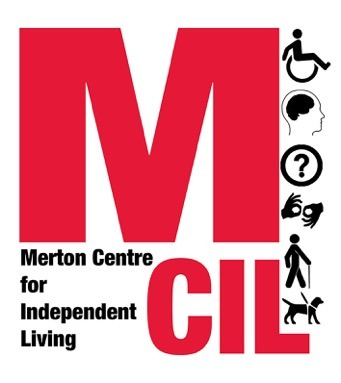 M
?
Merton Centre
for
Independent
Living
CIL